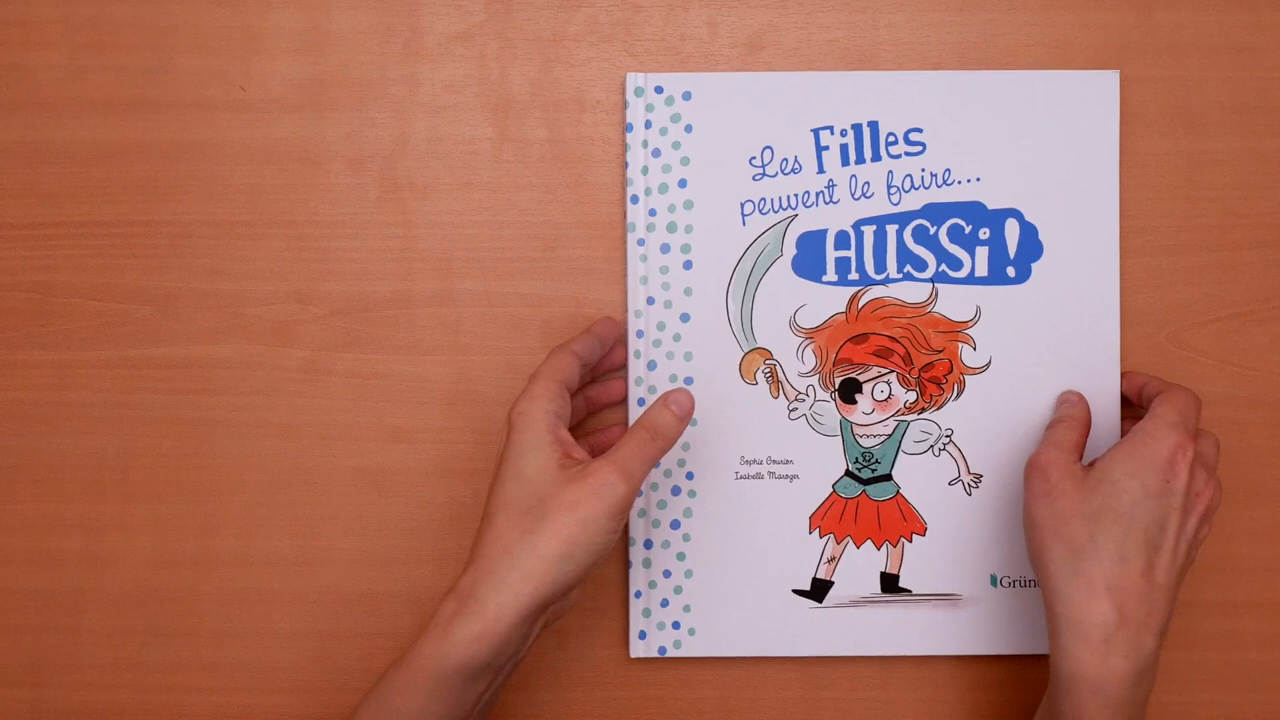 Les Filles
peuvent le faire...
AUSSi !
Sophie Gourion
Isabelle Maroger